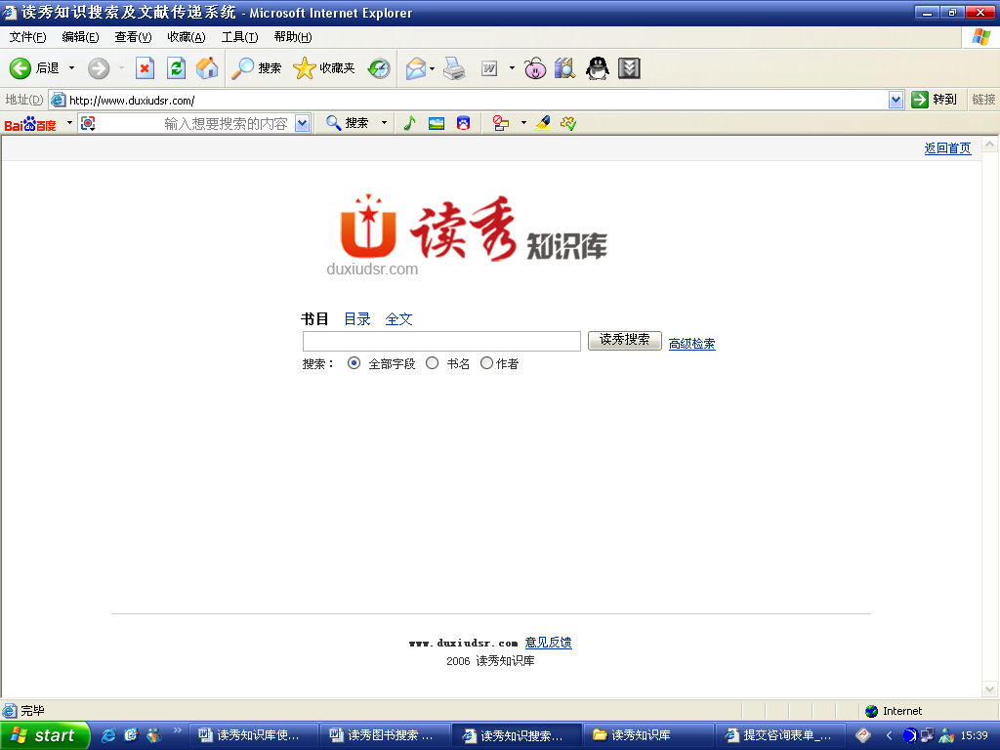 读秀知识搜索及文献传递系统 - Microsoft Internet Explorer
文件(F) 编辑(E) 查看(V) 收藏(A) 工具(T) 帮助(H)
后退 搜索 收藏夹
地址(D) http://www.duxiudsr.com/ 转到 链接
Bai百度 输入想要搜索的内容 搜索
返回首页
读秀 知识库
duxiudsr.com
书目 目录 全文
读秀搜索 高级检索
搜索： 全部字段 书名 作者
www.duxiudsr.com 意见反馈
2006 读秀知识库
完毕 Internet
start 读秀知识库使... 读秀图书搜索 ... 读秀知识搜索... 读秀知识库 提交咨询表单_... 15:39